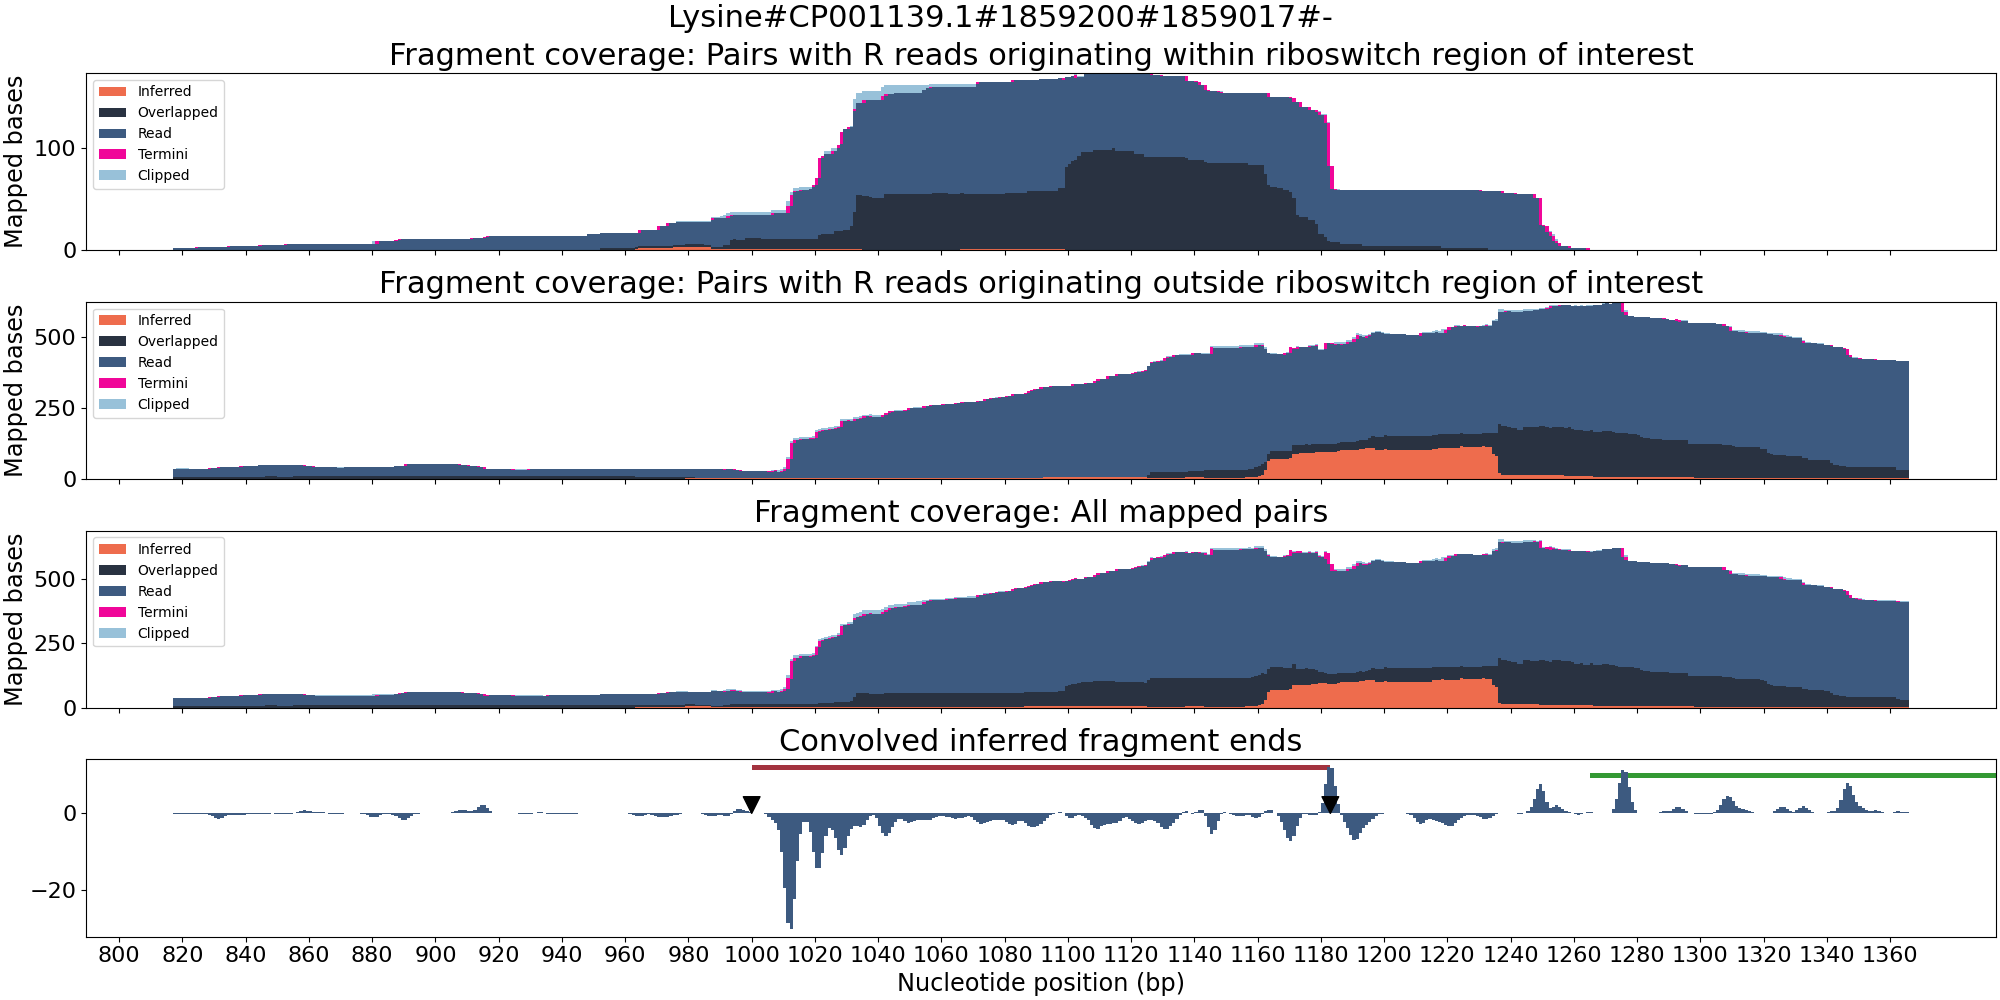 Lysine#CP001139.1#1859200#1859017#-
Fragment coverage: Pairs with R reads originating within riboswitch region of interest
Mapped bases
100
0
Inferred
Overlapped
Read
Termini
Clipped
Fragment coverage: Pairs with R reads originating outside riboswitch region of interest
Mapped bases
500
250
0
Inferred
Overlapped
Read
Termini
Clipped
Fragment coverage: All mapped pairs
Mapped bases
500
250
0
Inferred
Overlapped
Read
Termini
Clipped
Convolved inferred fragment ends
0
−20
800 820 840 860 880 900 920 940 960 980 1000 1020 1040 1060 1080 1100 1120 1140 1160 1180 1200 1220 1240 1260 1280 1300 1320 1340 1360
Nucleotide position (bp)